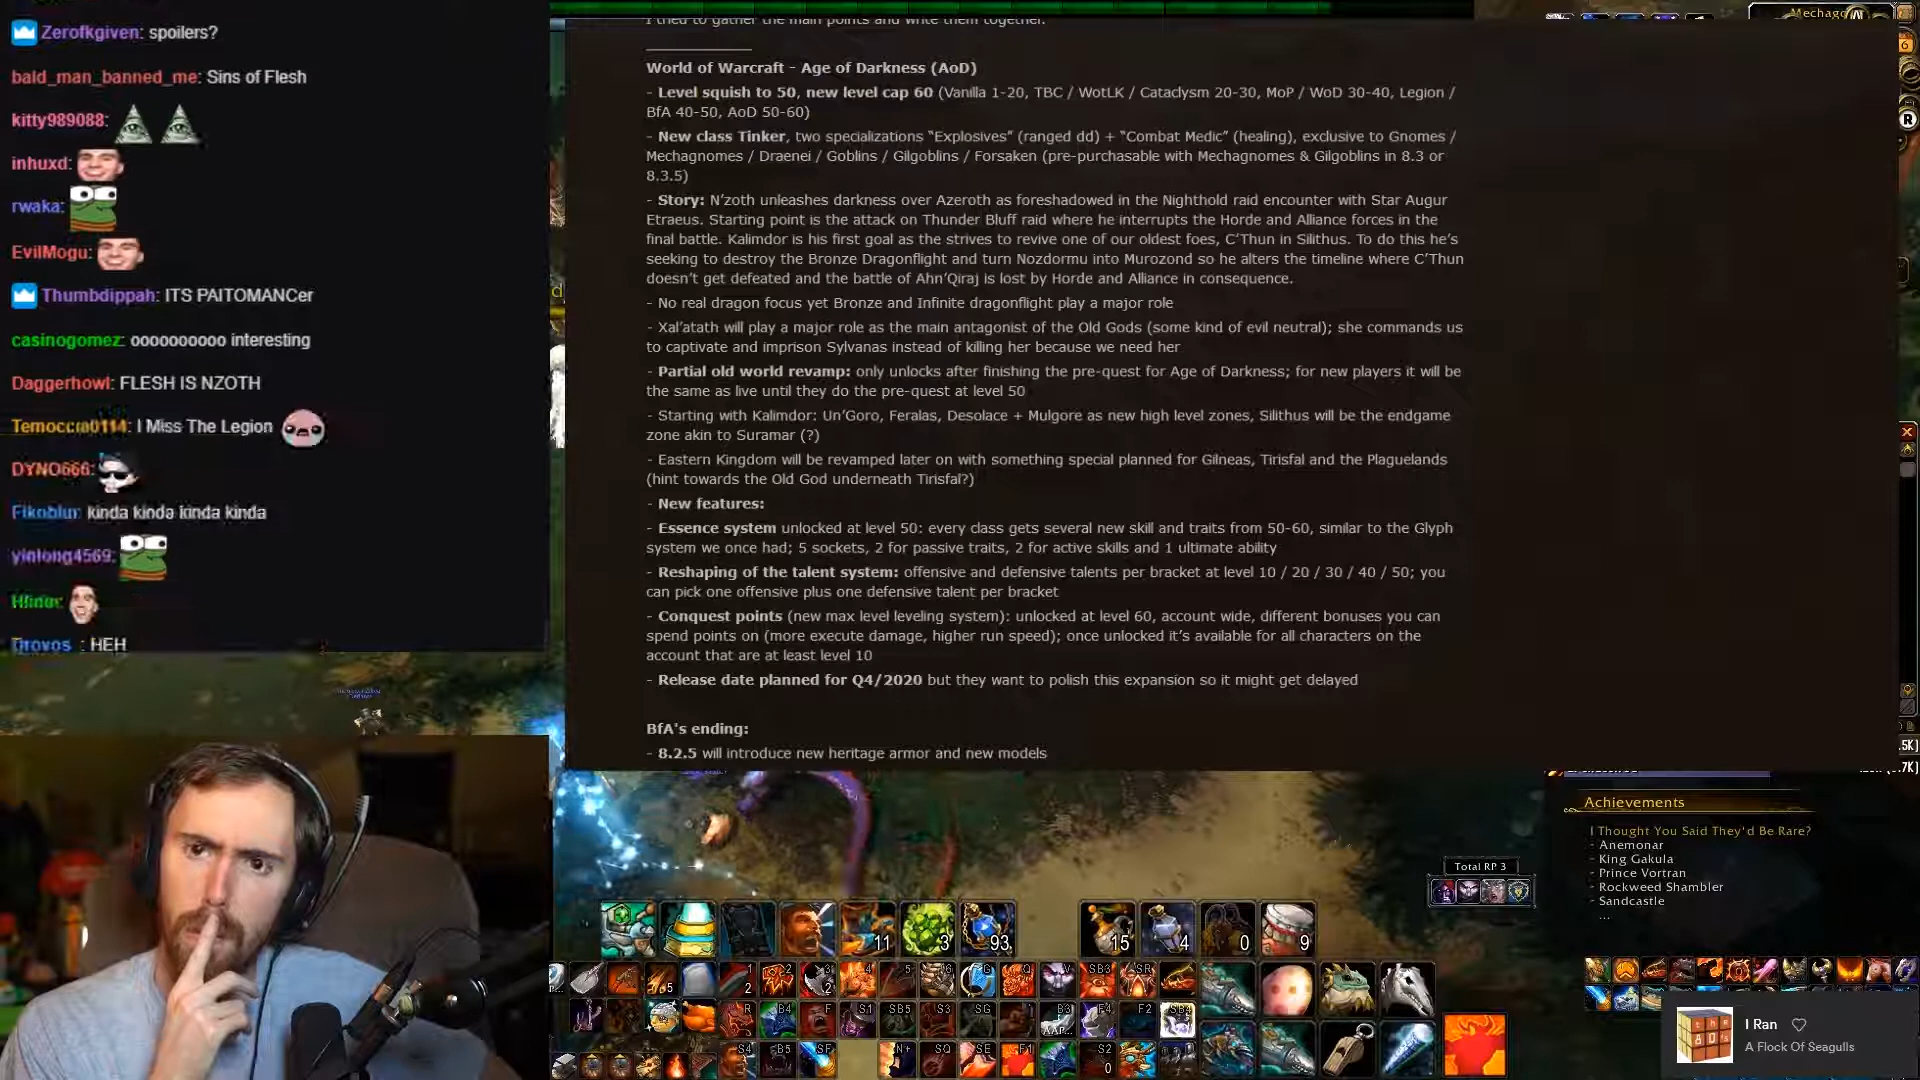 Zerofkgiven: spoilers?
bald_man_banned_me: Sins of Flesh
kitty989088:
inhuxd:
rwaka:
EvilMogu:
Thumbdippah: ITS PAITOMANCer
casinogomez: oooooooooo interesting
Daggerhowl: FLESH IS NZOTH
I Miss The Legion
DYNO666:
Fikoblur: kinda kinda kinda kinda
yinlong4569:
Drovos : HEH
I tried to gather the main points and write them together.
World of Warcraft - Age of Darkness (AoD)
- Level squish to 50, new level cap 60 (Vanilla 1-20, TBC / WotLK / Cataclysm 20-30, MoP / WoD 30-40, Legion /
BfA 40-50, AoD 50-60)
- New class Tinker, two specializations "Explosives" (ranged dd) + "Combat Medic" (healing), exclusive to Gnomes /
Mechagnomes / Draenei / Goblins / Gilgoblins / Forsaken (pre-purchasable with Mechagnomes & Gilgoblins in 8.3 or
8.3.5)
- Story: N'zoth unleashes darkness over Azeroth as foreshadowed in the Nighthold raid encounter with Star Augur
Etraeus. Starting point is the attack on Thunder Bluff raid where he interrupts the Horde and Alliance forces in the
final battle. Kalimdor is his first goal as the strives to revive one of our oldest foes, C'Thun in Silithus. To do this he's
seeking to destroy the Bronze Dragonflight and turn Nozdormu into Murozond so he alters the timeline where C'Thun
doesn't get defeated and the battle of Ahn'Qiraj is lost by Horde and Alliance in consequence.
- No real dragon focus yet Bronze and Infinite dragonflight play a major role
- Xal'atath will play a major role as the main antagonist of the Old Gods (some kind of evil neutral); she commands us
to captivate and imprison Sylvanas instead of killing her because we need her
- Partial old world revamp: only unlocks after finishing the pre-quest for Age of Darkness; for new players it will be
the same as live until they do the pre-quest at level 50
- Starting with Kalimdor: Un'Goro, Feralas, Desolace + Mulgore as new high level zones, Silithus will be the endgame
zone akin to Suramar (?)
- Eastern Kingdom will be revamped later on with something special planned for Gilneas, Tirisfal and the Plaguelands
(hint towards the Old God underneath Tirisfal?)
- New features:
- Essence system unlocked at level 50: every class gets several new skill and traits from 50-60, similar to the Glyph
system we once had; 5 sockets, 2 for passive traits, 2 for active skills and 1 ultimate ability
- Reshaping of the talent system: offensive and defensive talents per bracket at level 10 / 20 / 30 / 40 / 50; you
can pick one offensive plus one defensive talent per bracket
- Conquest points (new max level leveling system): unlocked at level 60, account wide, different bonuses you can
spend points on (more execute damage, higher run speed); once unlocked it's available for all characters on the
account that are at least level 10
- Release date planned for Q4/2020 but they want to polish this expansion so it might get delayed
BfA's ending:
- 8.2.5 will introduce new heritage armor and new models
Mechago
Achievements
I Thought You Said They'd Be Rare?
- Anemonar
- King Gakula
- Prince Vortran
- Rockweed Shambler
- Sandcastle
...
Total RP 3
11 3 93 15 4 0 9
I Ran
A Flock Of Seagulls